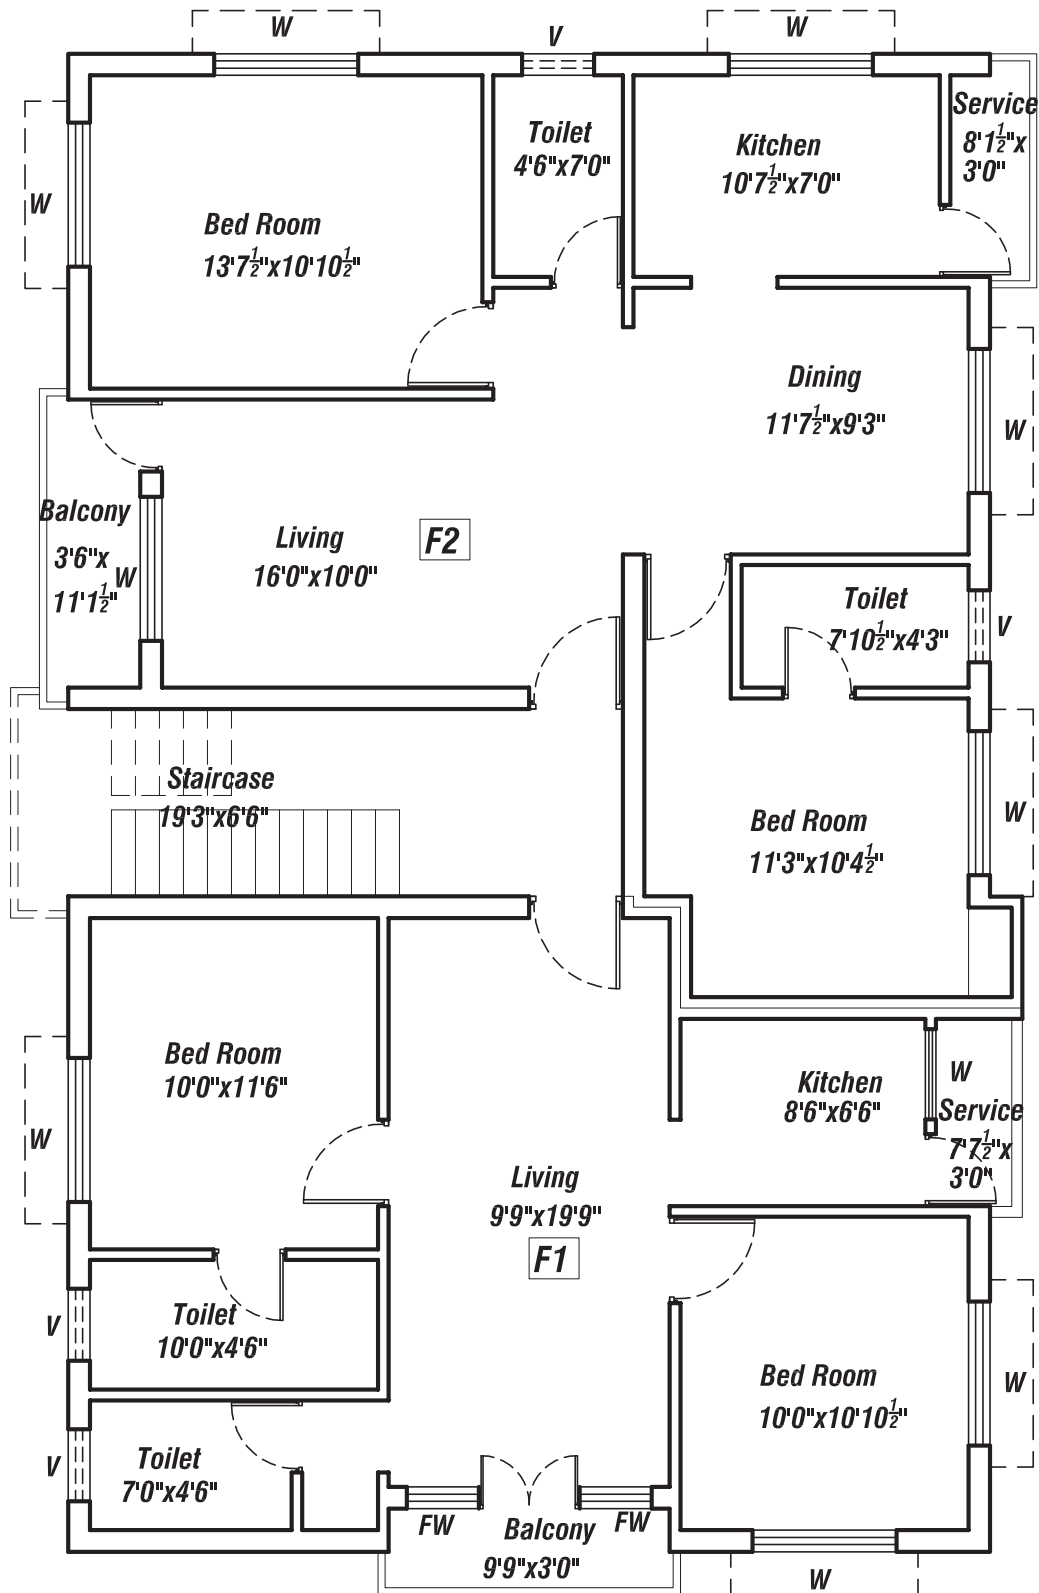 W
V
W
Service
8'1½"x
3'0"
Toilet
4'6"x7'0"
Kitchen
10'7½"x7'0"
W
Bed Room
13'7½"x10'10½"
Dining
11'7½"x9'3"
W
Balcony
3'6"x
11'1½"
W
Living
16'0"x10'0"
F2
Toilet
7'10½"x4'3"
V
Staircase
19'3"x6'6"
Bed Room
11'3"x10'4½"
W
Bed Room
10'0"x11'6"
W
Kitchen
8'6"x6'6"
W
Service
7'7½"x
3'0"
Living
9'9"x19'9"
F1
Toilet
10'0"x4'6"
V
Bed Room
10'0"x10'10½"
W
Toilet
7'0"x4'6"
V
FW
FW
Balcony
9'9"x3'0"
W